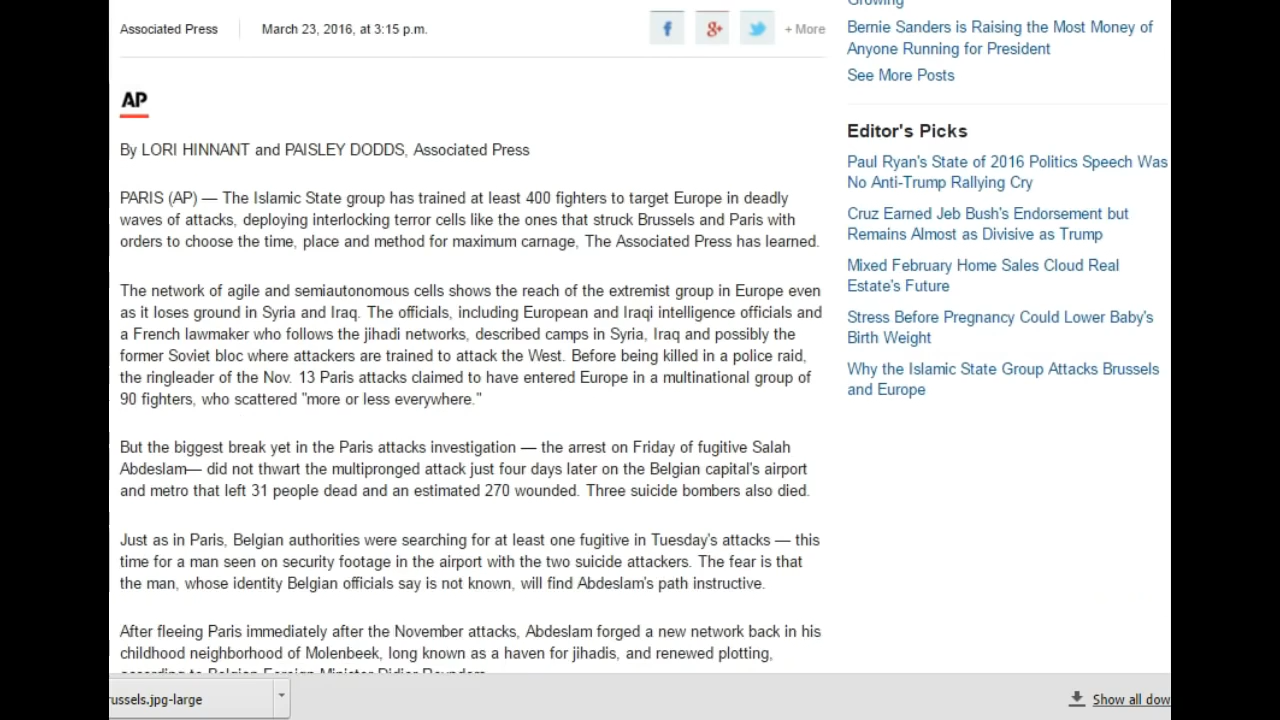 Growing
Associated Press
March 23, 2016, at 3:15 p.m.
+ More
Bernie Sanders is Raising the Most Money of
Anyone Running for President
See More Posts
AP
By LORI HINNANT and PAISLEY DODDS, Associated Press
PARIS (AP) — The Islamic State group has trained at least 400 fighters to target Europe in deadly
waves of attacks, deploying interlocking terror cells like the ones that struck Brussels and Paris with
orders to choose the time, place and method for maximum carnage, The Associated Press has learned.
The network of agile and semiautonomous cells shows the reach of the extremist group in Europe even
as it loses ground in Syria and Iraq. The officials, including European and Iraqi intelligence officials and
a French lawmaker who follows the jihadi networks, described camps in Syria, Iraq and possibly the
former Soviet bloc where attackers are trained to attack the West. Before being killed in a police raid,
the ringleader of the Nov. 13 Paris attacks claimed to have entered Europe in a multinational group of
90 fighters, who scattered "more or less everywhere."
But the biggest break yet in the Paris attacks investigation — the arrest on Friday of fugitive Salah
Abdeslam— did not thwart the multipronged attack just four days later on the Belgian capital's airport
and metro that left 31 people dead and an estimated 270 wounded. Three suicide bombers also died.
Just as in Paris, Belgian authorities were searching for at least one fugitive in Tuesday's attacks — this
time for a man seen on security footage in the airport with the two suicide attackers. The fear is that
the man, whose identity Belgian officials say is not known, will find Abdeslam's path instructive.
After fleeing Paris immediately after the November attacks, Abdeslam forged a new network back in his
childhood neighborhood of Molenbeek, long known as a haven for jihadis, and renewed plotting,
according to Belgian Foreign Minister Didier Reynders
Editor's Picks
Paul Ryan's State of 2016 Politics Speech Was
No Anti-Trump Rallying Cry
Cruz Earned Jeb Bush's Endorsement but
Remains Almost as Divisive as Trump
Mixed February Home Sales Cloud Real
Estate's Future
Stress Before Pregnancy Could Lower Baby's
Birth Weight
Why the Islamic State Group Attacks Brussels
and Europe
russels.jpg-large
Show all dow